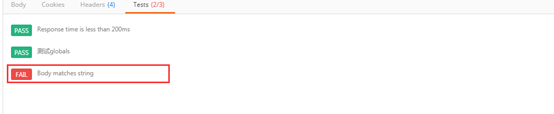 Body Cookies Headers (4) Tests (2/3)
PASS Response time is less than 200ms
PASS 测试globals
FAIL Body matches string